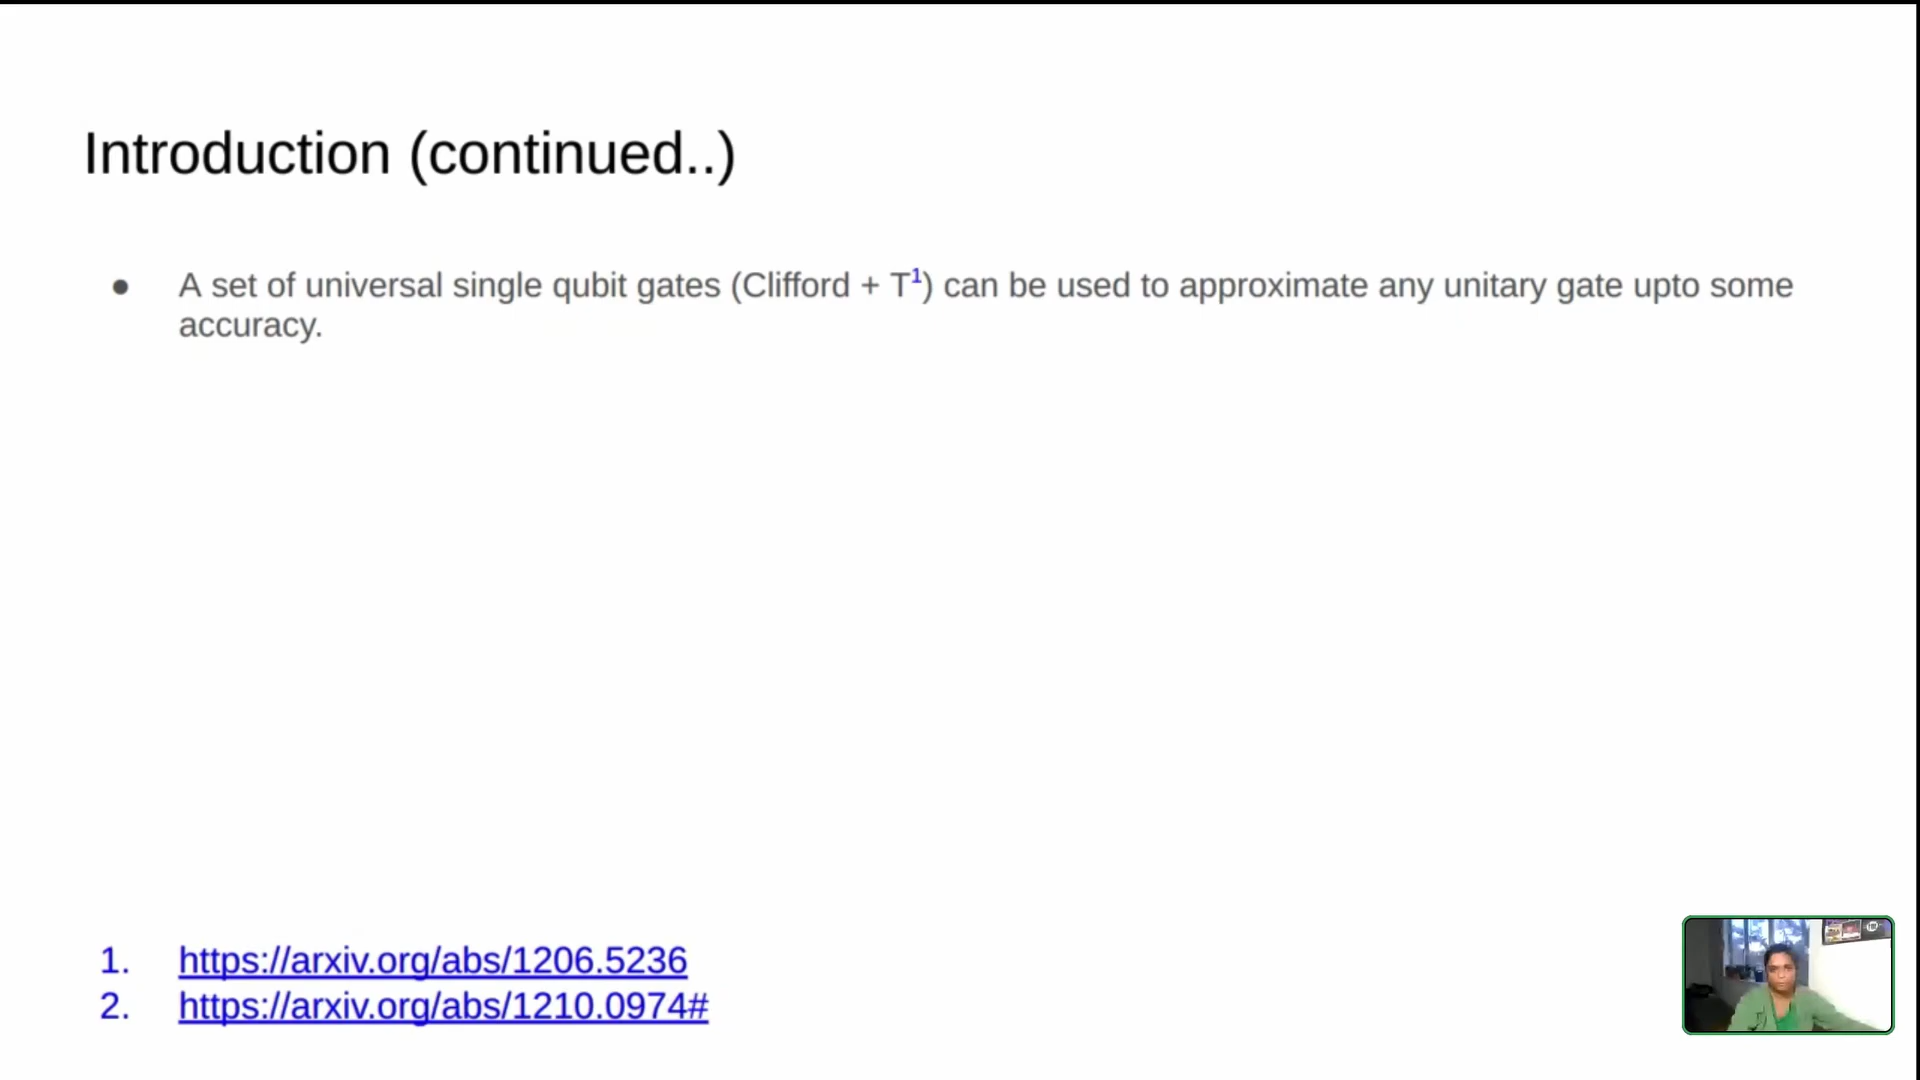 Introduction (continued..)
● A set of universal single qubit gates (Clifford + T¹) can be used to approximate any unitary gate upto some
accuracy.
1. https://arxiv.org/abs/1206.5236
2. https://arxiv.org/abs/1210.0974#